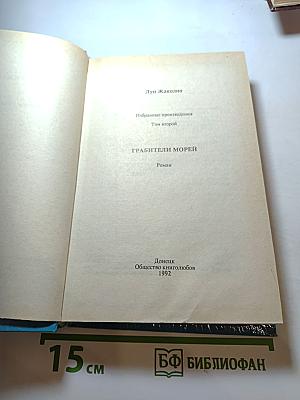 Луи Жаколио
Избранные произведения
Том второй
ГРАБИТЕЛИ МОРЕЙ
Роман
Донецк
Общество книголюбов
1992
15 см
БФ БИБЛИОФАН